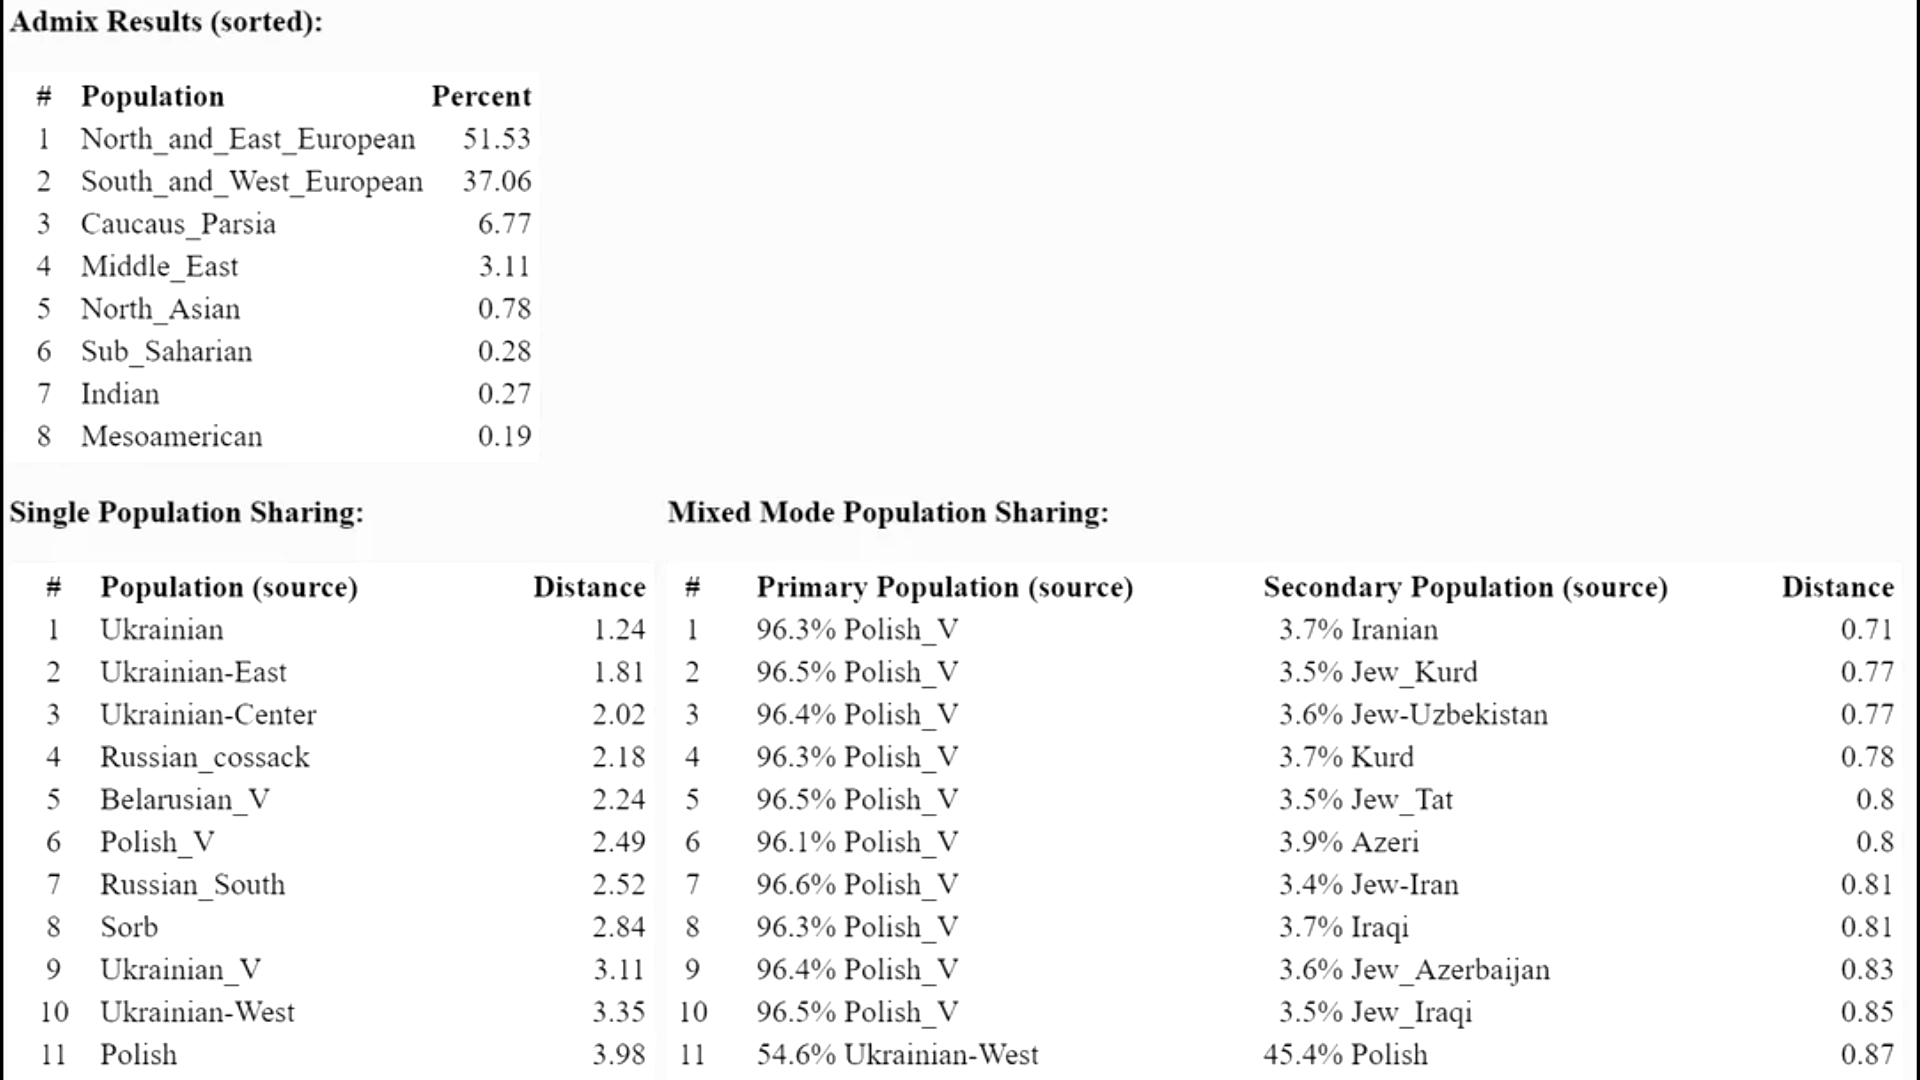 Admix Results (sorted):
# Population Percent
1 North_and_East_European 51.53
2 South_and_West_European 37.06
3 Caucaus_Parsia 6.77
4 Middle_East 3.11
5 North_Asian 0.78
6 Sub_Saharian 0.28
7 Indian 0.27
8 Mesoamerican 0.19
Single Population Sharing:
# Population (source) Distance
1 Ukrainian 1.24
2 Ukrainian-East 1.81
3 Ukrainian-Center 2.02
4 Russian_cossack 2.18
5 Belarusian_V 2.24
6 Polish_V 2.49
7 Russian_South 2.52
8 Sorb 2.84
9 Ukrainian_V 3.11
10 Ukrainian-West 3.35
11 Polish 3.98
Mixed Mode Population Sharing:
# Primary Population (source) Secondary Population (source) Distance
1 96.3% Polish_V 3.7% Iranian 0.71
2 96.5% Polish_V 3.5% Jew_Kurd 0.77
3 96.4% Polish_V 3.6% Jew-Uzbekistan 0.77
4 96.3% Polish_V 3.7% Kurd 0.78
5 96.5% Polish_V 3.5% Jew_Tat 0.8
6 96.1% Polish_V 3.9% Azeri 0.8
7 96.6% Polish_V 3.4% Jew-Iran 0.81
8 96.3% Polish_V 3.7% Iraqi 0.81
9 96.4% Polish_V 3.6% Jew_Azerbaijan 0.83
10 96.5% Polish_V 3.5% Jew_Iraqi 0.85
11 54.6% Ukrainian-West 45.4% Polish 0.87